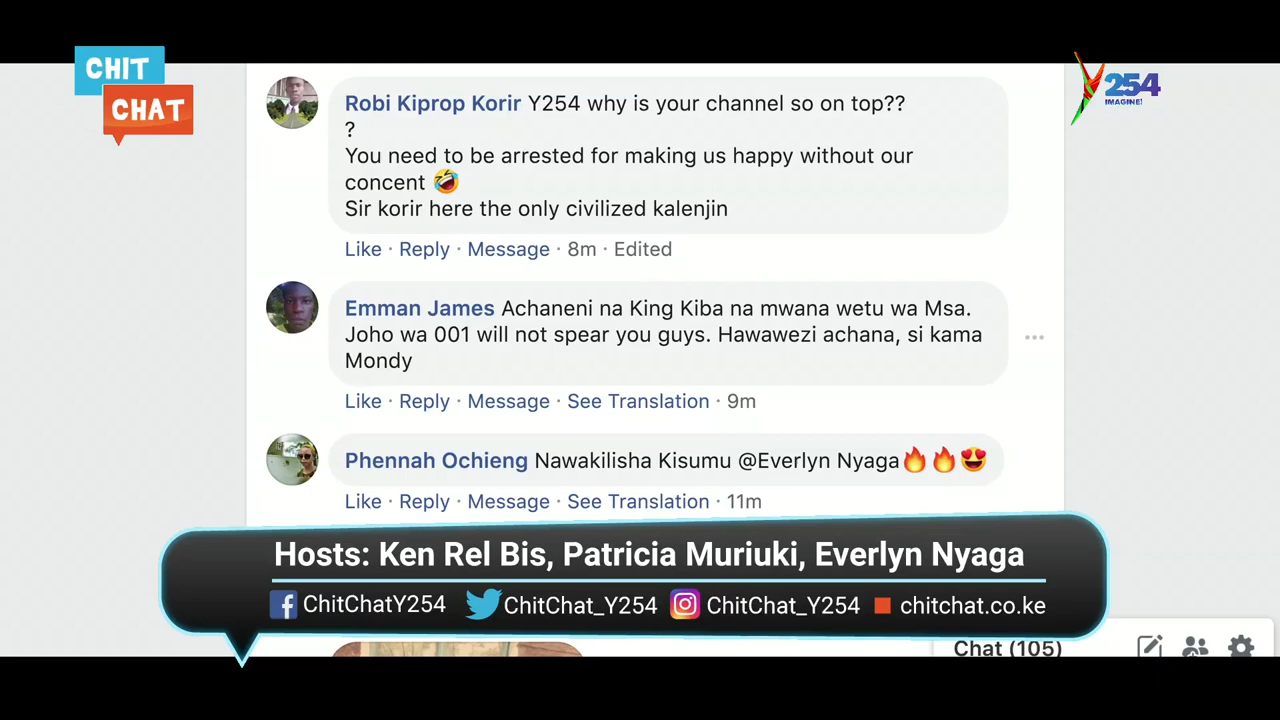 CHIT
CHAT
Y254
IMAGINE!
Robi Kiprop Korir Y254 why is your channel so on top??
?
You need to be arrested for making us happy without our
concent 🤣
Sir korir here the only civilized kalenjin
Like · Reply · Message · 8m · Edited
Emman James Achaneni na King Kiba na mwana wetu wa Msa.
Joho wa 001 will not spear you guys. Hawawezi achana, si kama
Mondy
Like · Reply · Message · See Translation · 9m
Phennah Ochieng Nawakilisha Kisumu @Everlyn Nyaga🔥🔥😍
Like · Reply · Message · See Translation · 11m
Hosts: Ken Rel Bis, Patricia Muriuki, Everlyn Nyaga
ChitChatY254 ChitChat_Y254 ChitChat_Y254 chitchat.co.ke
Chat (105)